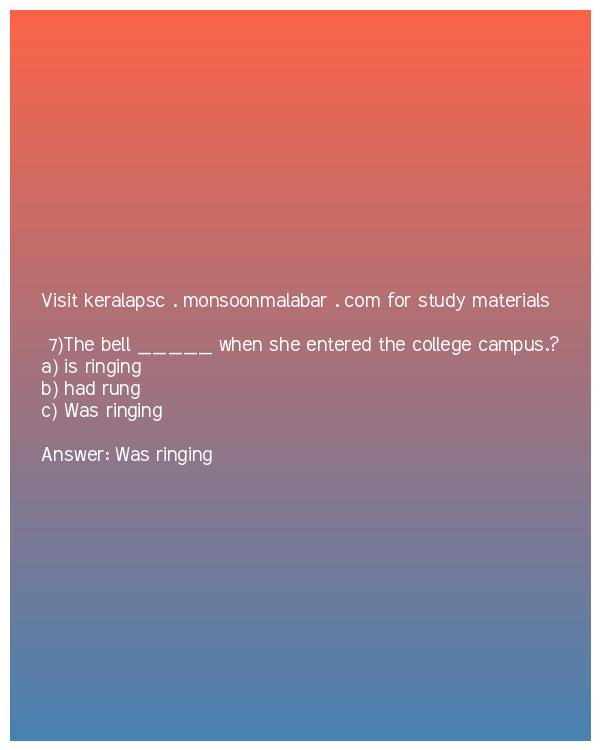 Visit keralapsc . monsoonmalabar . com for study materials
7)The bell _____ when she entered the college campus.?
a) is ringing
b) had rung
c) Was ringing
Answer: Was ringing